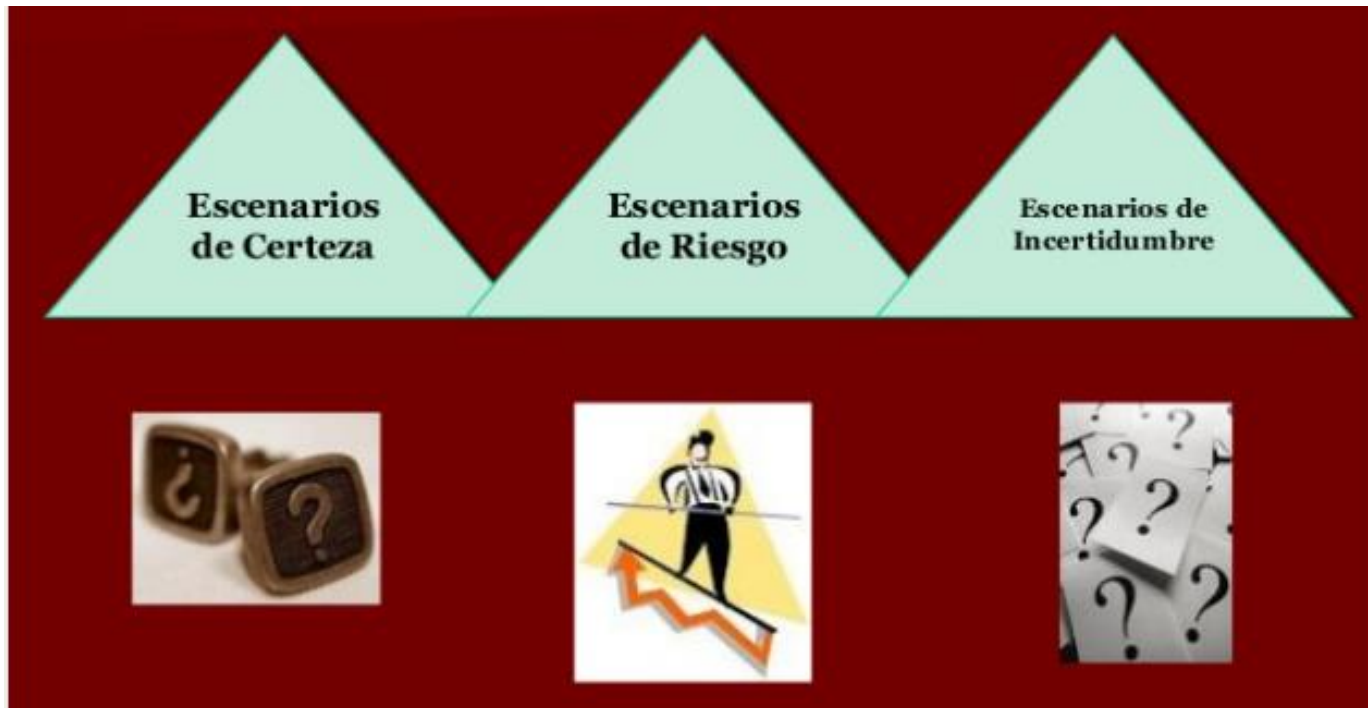 Escenarios
de Certeza
Escenarios
de Riesgo
Escenarios de
Incertidumbre
¿
?
?
?
?
?
?
?
?